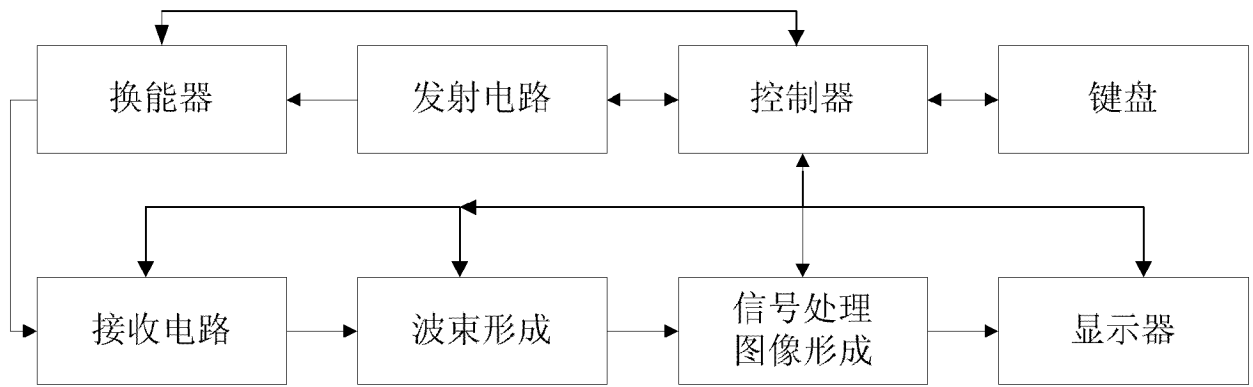 换能器
发射电路
控制器
键盘
接收电路
波束形成
信号处理
图像形成
显示器